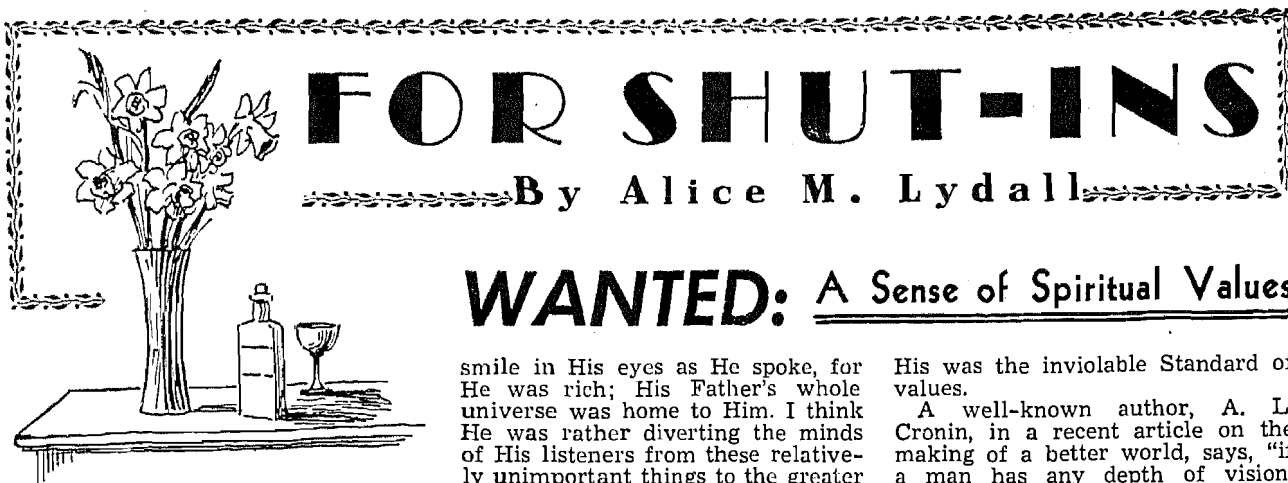 FOR SHUT-INS
By Alice M. Lydall
WANTED: A Sense of Spiritual Values
smile in His eyes as He spoke, for
He was rich; His Father's whole
universe was home to Him. I think
He was rather diverting the minds
of His listeners from these relative-
ly unimportant things to the greater
His was the inviolable Standard of
values.
A well-known author, A. L.
Cronin, in a recent article on the
making of a better world, says, "if
a man has any depth of vision